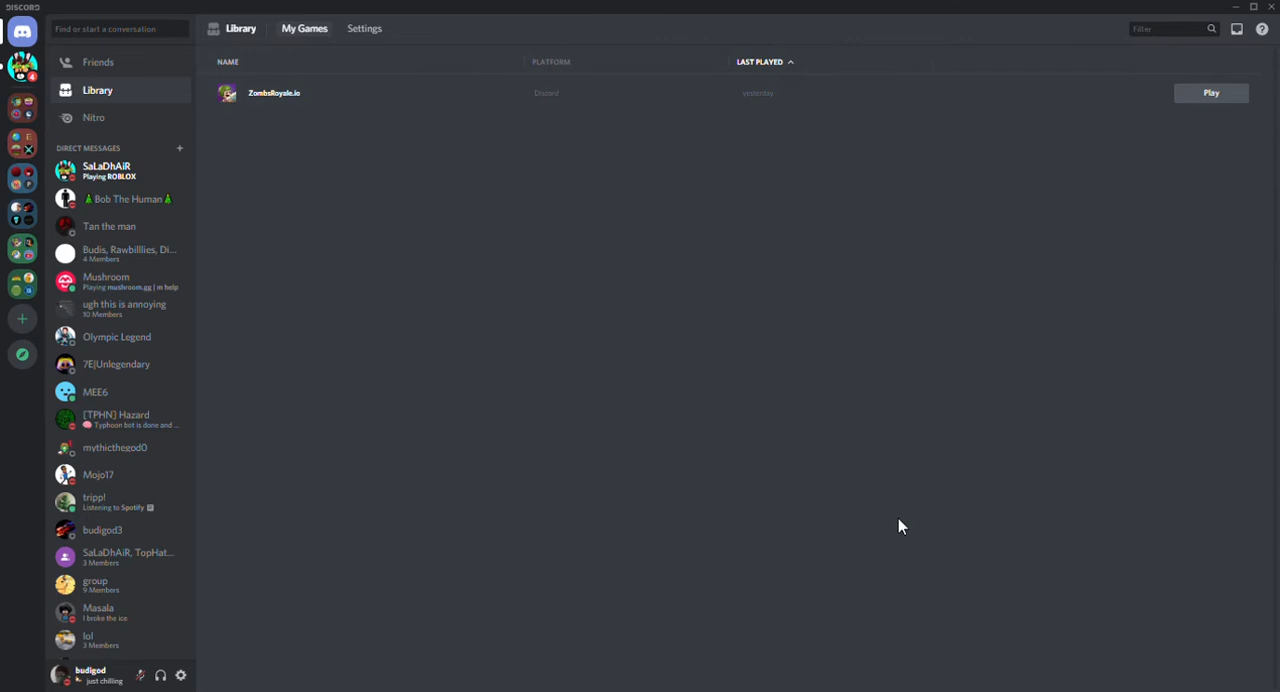 DISCORD
Find or start a conversation
Library
My Games
Settings
Filter
Friends
Library
Nitro
DIRECT MESSAGES
SaLaDhAiR
Playing ROBLOX
🎄Bob The Human🎄
Tan the man
Budis, Rawbilllies, Di...
4 Members
Mushroom
Playing mushroom.gg | m help
ugh this is annoying
10 Members
Olympic Legend
7E|Unlegendary
MEE6
[TPHN] Hazard
🧠 Typhoon bot is done and ...
mythicthegod0
Mojo17
tripp!
Listening to Spotify
budigod3
SaLaDhAiR, TopHat...
3 Members
group
9 Members
Masala
I broke the ice
lol
3 Members
budigod
just chilling
NAME
PLATFORM
LAST PLAYED
ZombsRoyale.io
Discord
yesterday
Play
4